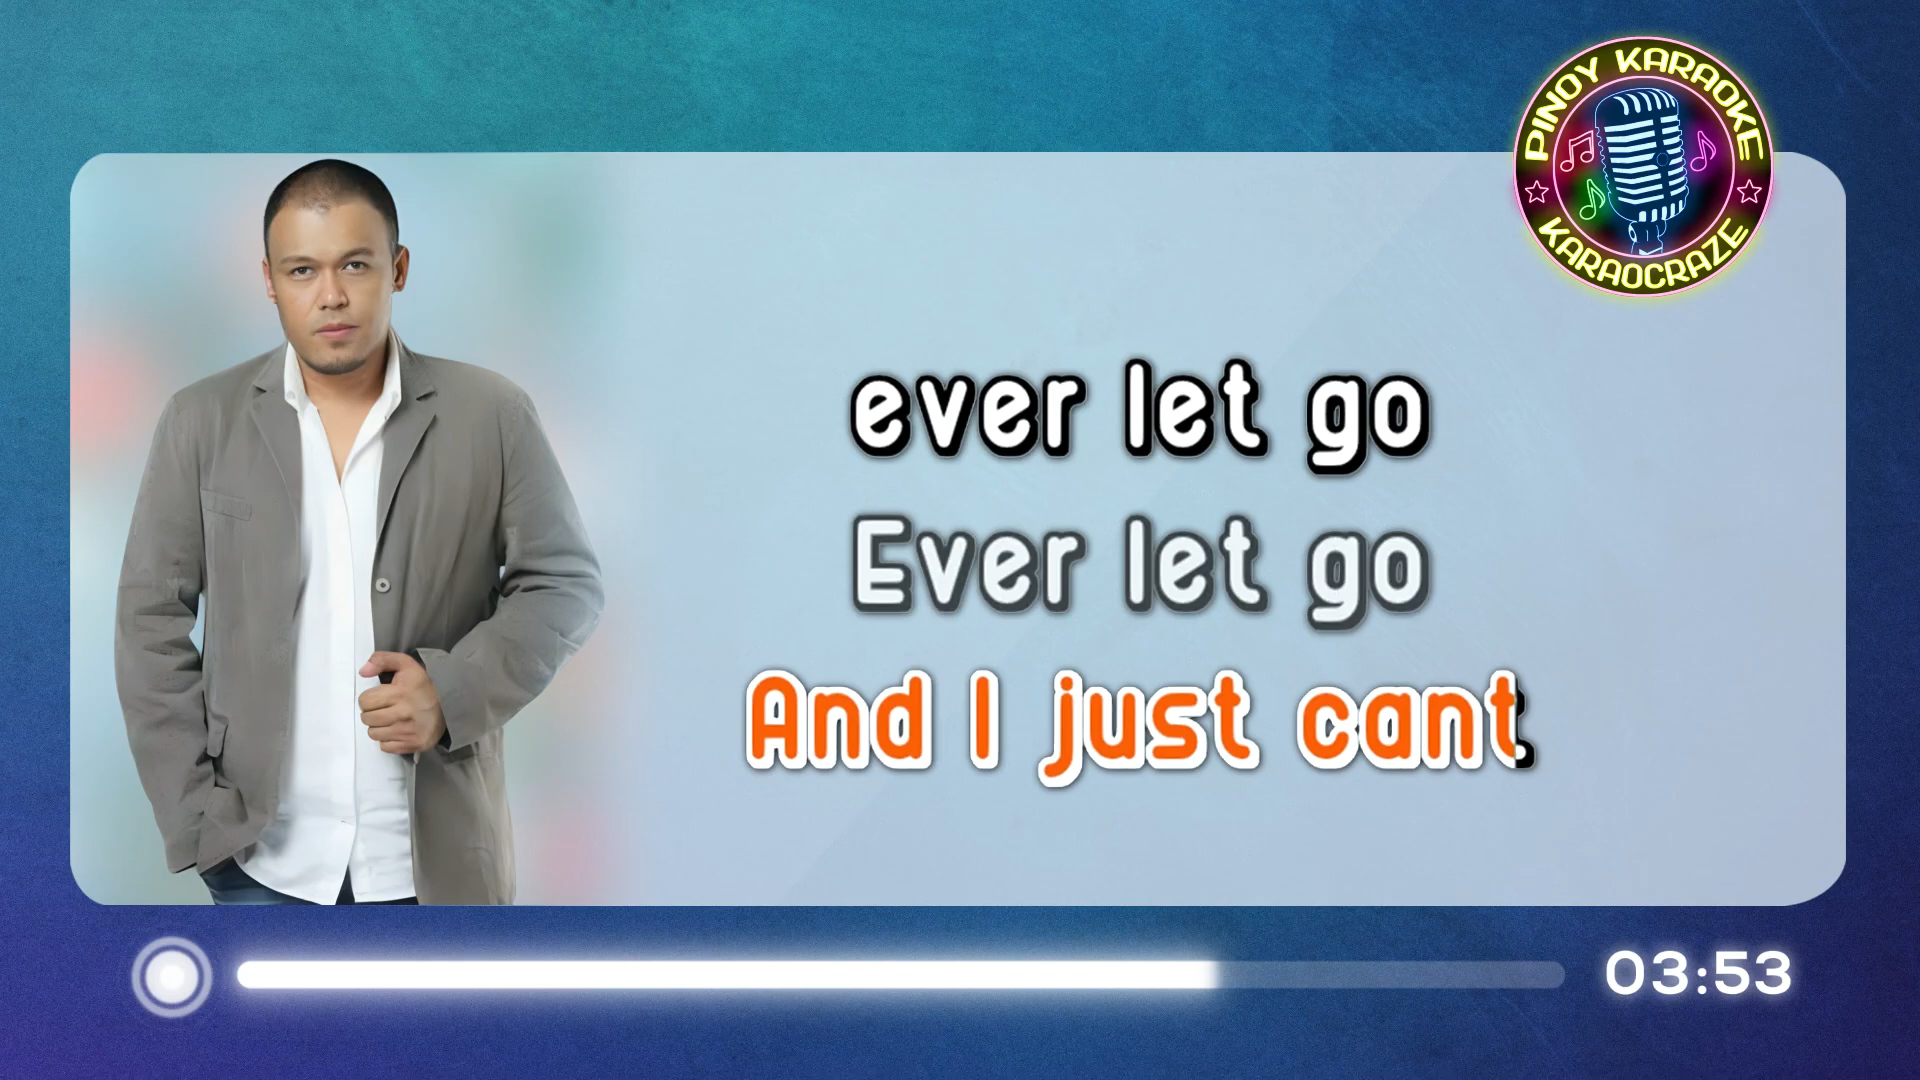 PINOY KARAOKE
KARAOCRAZE
ever let go
Ever let go
And I just cant
03:53